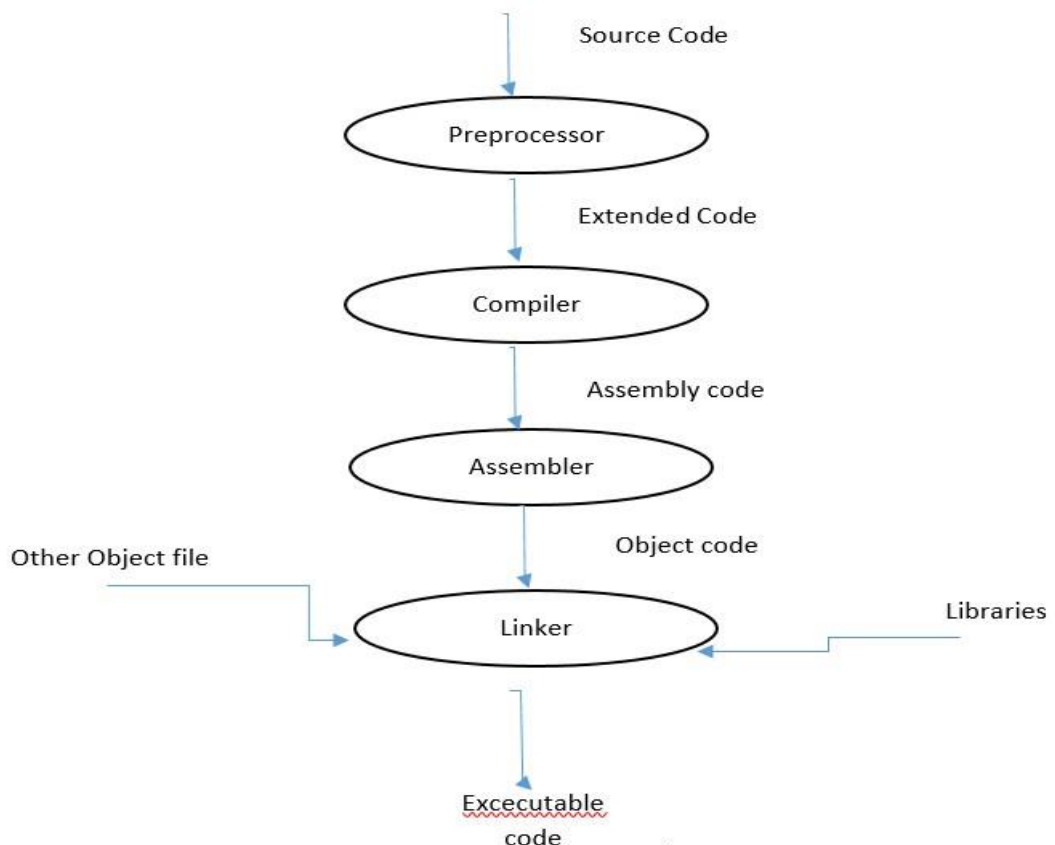 Source Code
Preprocessor
Extended Code
Compiler
Assembly code
Assembler
Object code
Other Object file
Libraries
Linker
Excecutable
code